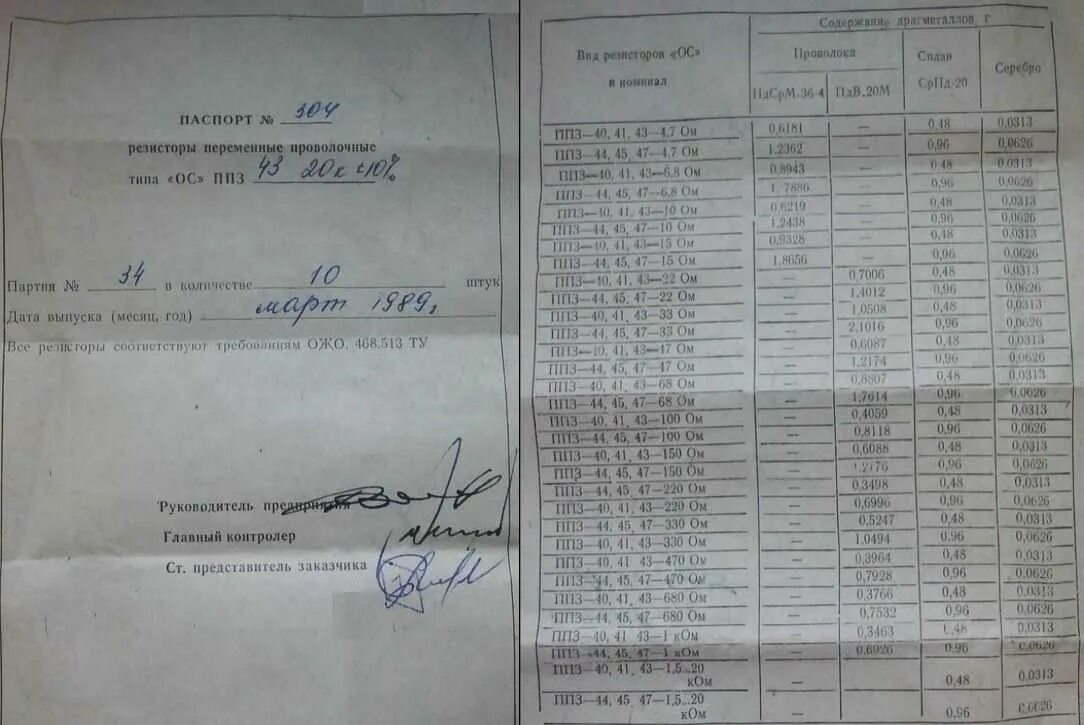 ПАСПОРТ № 304
резисторы переменные проволочные
типа «ОС» ППЗ 43 20к ±10%
Партия № 34 в количестве 10 штук
Дата выпуска (месяц, год) март 1989г.
Все резисторы соответствуют требованиям ОЖО. 468.513 ТУ
Руководитель предприятия
Главный контролер
Ст. представитель заказчика
Вид резисторов «ОС» и номинал
Содержание драгметаллов, г
Проволока
Сплав СрПд-20
Серебро
ПдСрМ.36-4 ПдВ.20М
ППЗ—40, 41, 43—4,7 Ом 0,6181 — 0,48 0,0313
ППЗ—44, 45, 47—4,7 Ом 1,2362 — 0,96 0,0626
ППЗ—40, 41, 43—6,8 Ом 0,8943 — 0,48 0,0313
ППЗ—44, 45, 47—6,8 Ом 1,7886 — 0,96 0,0626
ППЗ—40, 41, 43—10 Ом 0,6219 — 0,48 0,0313
ППЗ—44, 45, 47—10 Ом 1,2438 — 0,96 0,0626
ППЗ—40, 41, 43—15 Ом 0,9328 — 0,48 0,0313
ППЗ—44, 45, 47—15 Ом 1,8656 — 0,96 0,0626
ППЗ—40, 41, 43—22 Ом — 0,7006 0,48 0,0313
ППЗ—44, 45, 47—22 Ом — 1,4012 0,96 0,0626
ППЗ—40, 41, 43—33 Ом — 1,0508 0,48 0,0313
ППЗ—44, 45, 47—33 Ом — 2,1016 0,96 0,0626
ППЗ—40, 41, 43—47 Ом — 0,6087 0,48 0,0313
ППЗ—44, 45, 47—47 Ом — 1,2174 0,96 0,0626
ППЗ—40, 41, 43—68 Ом — 0,8807 0,48 0,0313
ППЗ—44, 45, 47—68 Ом — 1,7614 0,96 0,0626
ППЗ—40, 41, 43—100 Ом — 0,4059 0,48 0,0313
ППЗ—44, 45, 47—100 Ом — 0,8118 0,96 0,0626
ППЗ—40, 41, 43—150 Ом — 0,6088 0,48 0,0313
ППЗ—44, 45, 47—150 Ом — 1,2176 0,96 0,0626
ППЗ—44, 45, 47—220 Ом — 0,3498 0,48 0,0313
ППЗ—40, 41, 43—220 Ом — 0,6996 0,96 0,0626
ППЗ—44, 45, 47—330 Ом — 0,5247 0,48 0,0313
ППЗ—40, 41, 43—330 Ом — 1,0494 0,96 0,0626
ППЗ—40, 41 43—470 Ом — 0,3964 0,48 0,0313
ППЗ—44, 45, 47—470 Ом — 0,7928 0,96 0,0626
ППЗ—40, 41, 43—680 Ом — 0,3766 0,48 0,0313
ППЗ—44, 45, 47—680 Ом — 0,7532 0,96 0,0626
ППЗ—40, 41 43—1 кОм — 0,3463 0,48 0,0313
ППЗ—44, 45, 47—1 кОм — 0,6926 0,96 0,0626
ППЗ—40, 41, 43—1,5...20 кОм — 0,48 0,0313
ППЗ—44, 45, 47—1,5...20 кОм — 0,96 0,0626